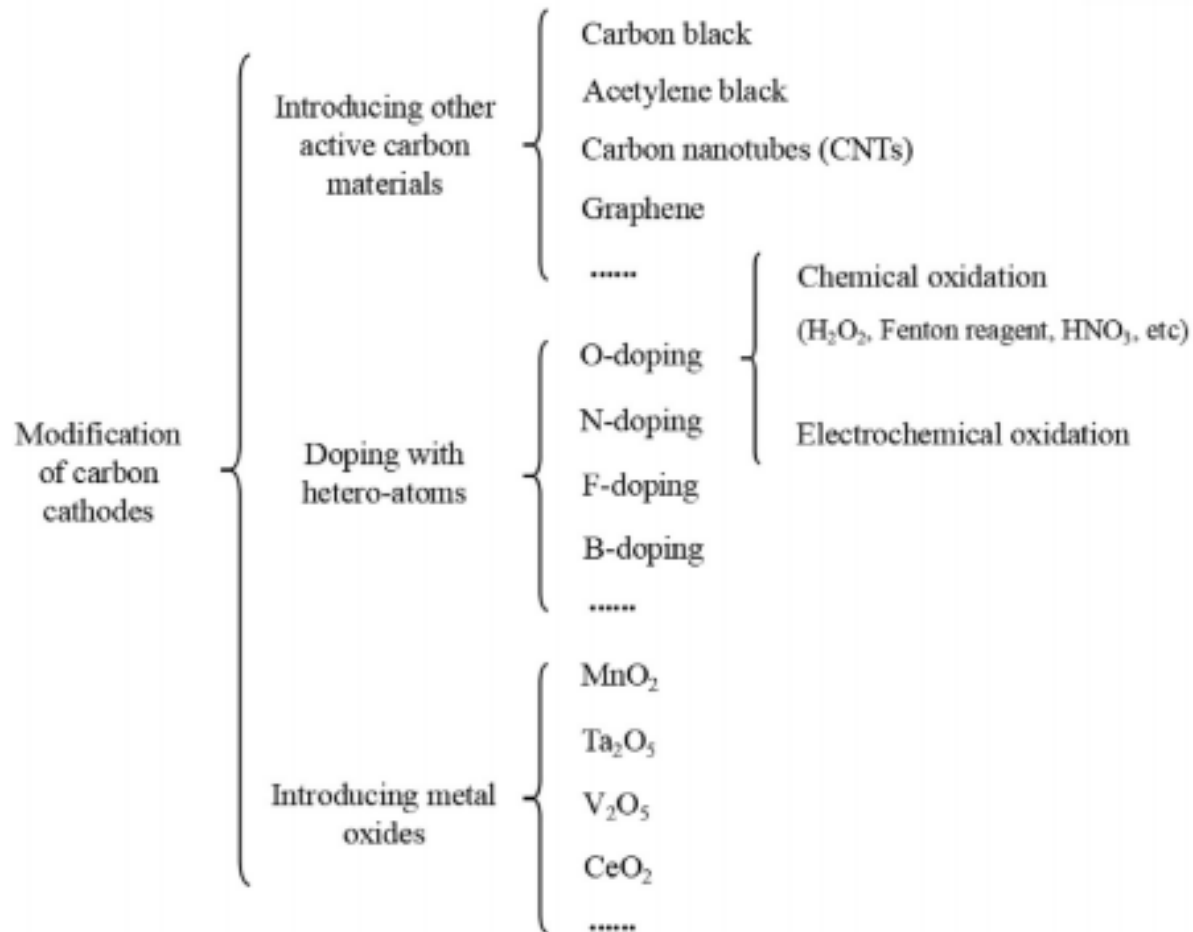 Modification
of carbon
cathodes
Introducing other
active carbon
materials
Carbon black
Acetylene black
Carbon nanotubes (CNTs)
Graphene
......
Doping with
hetero-atoms
O-doping
Chemical oxidation
(H₂O₂, Fenton reagent, HNO₃, etc)
Electrochemical oxidation
N-doping
F-doping
B-doping
......
Introducing metal
oxides
MnO₂
Ta₂O₅
V₂O₅
CeO₂
......